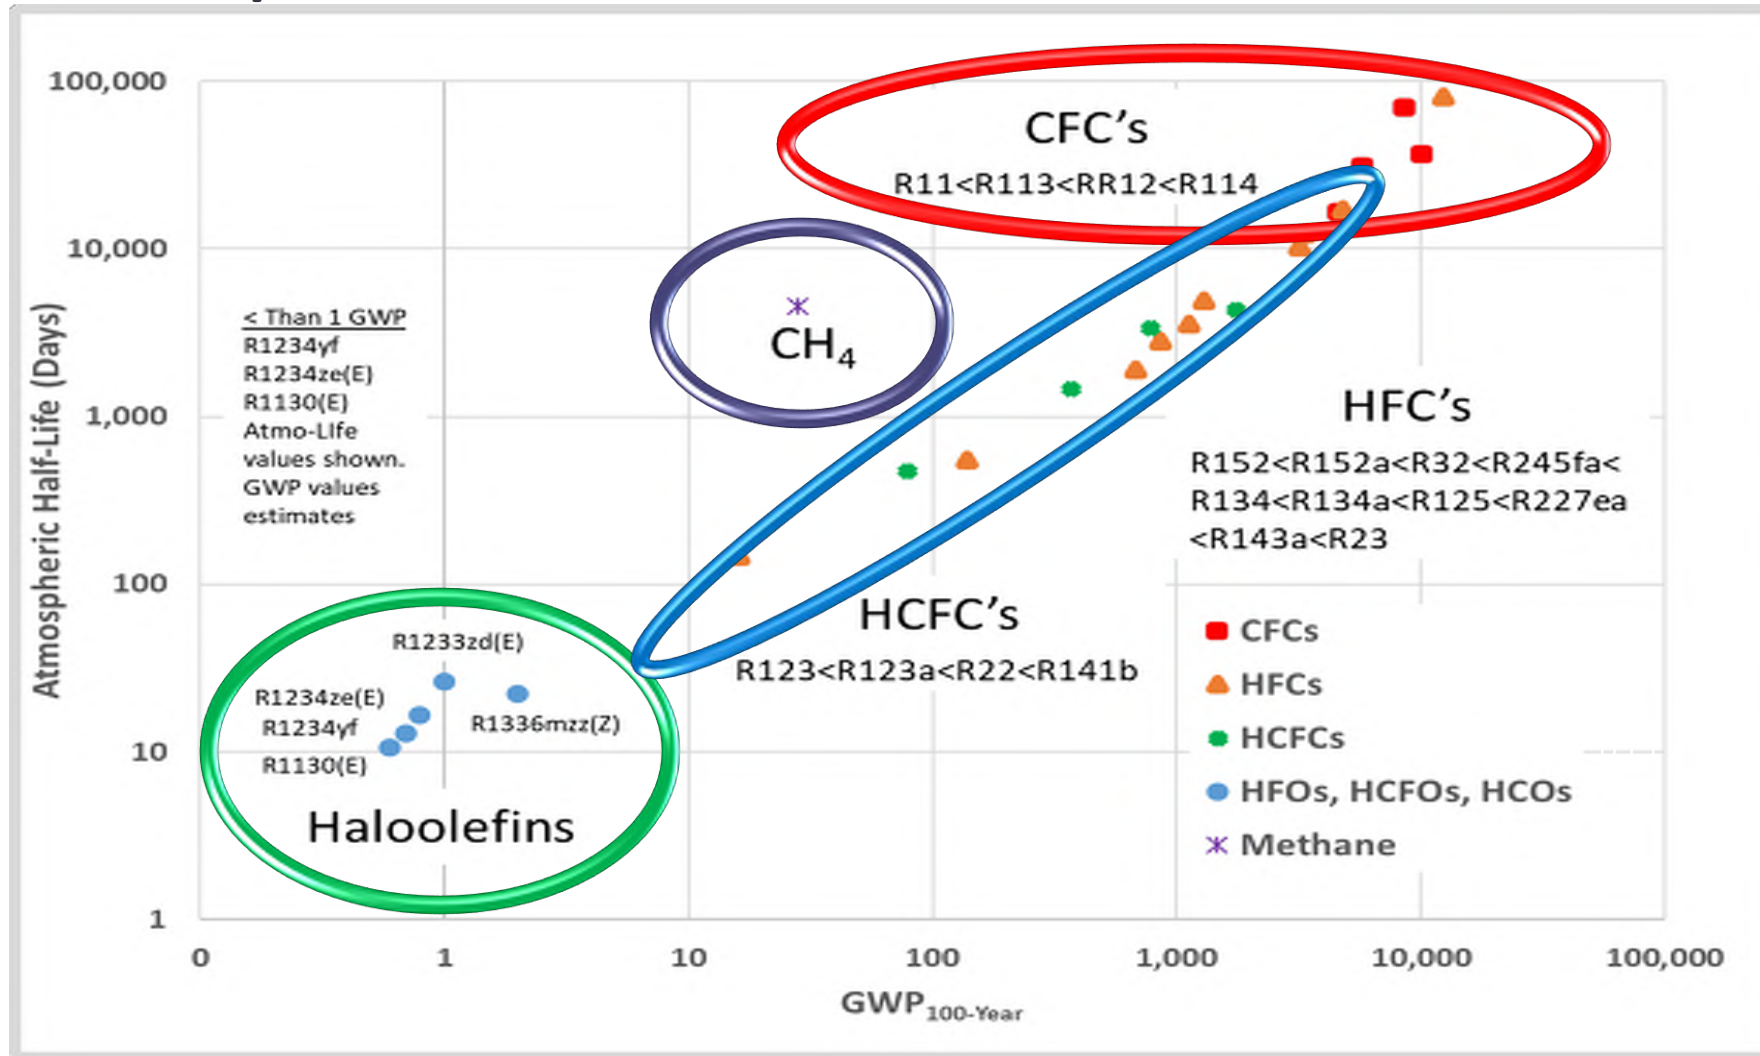 100,000
10,000
1,000
100
10
1
Atmospheric Half-Life (Days)
0
1
10
100
1,000
10,000
100,000
GWP100-Year
CFC's
R11<R113<RR12<R114
CH4
< Than 1 GWP
R1234yf
R1234ze(E)
R1130(E)
Atmo-LIfe
values shown.
GWP values
estimates
HFC's
R152<R152a<R32<R245fa<
R134<R134a<R125<R227ea
<R143a<R23
HCFC's
R123<R123a<R22<R141b
R1233zd(E)
R1234ze(E)
R1234yf
R1336mzz(Z)
R1130(E)
Haloolefins
CFCs
HFCs
HCFCs
HFOs, HCFOs, HCOs
Methane